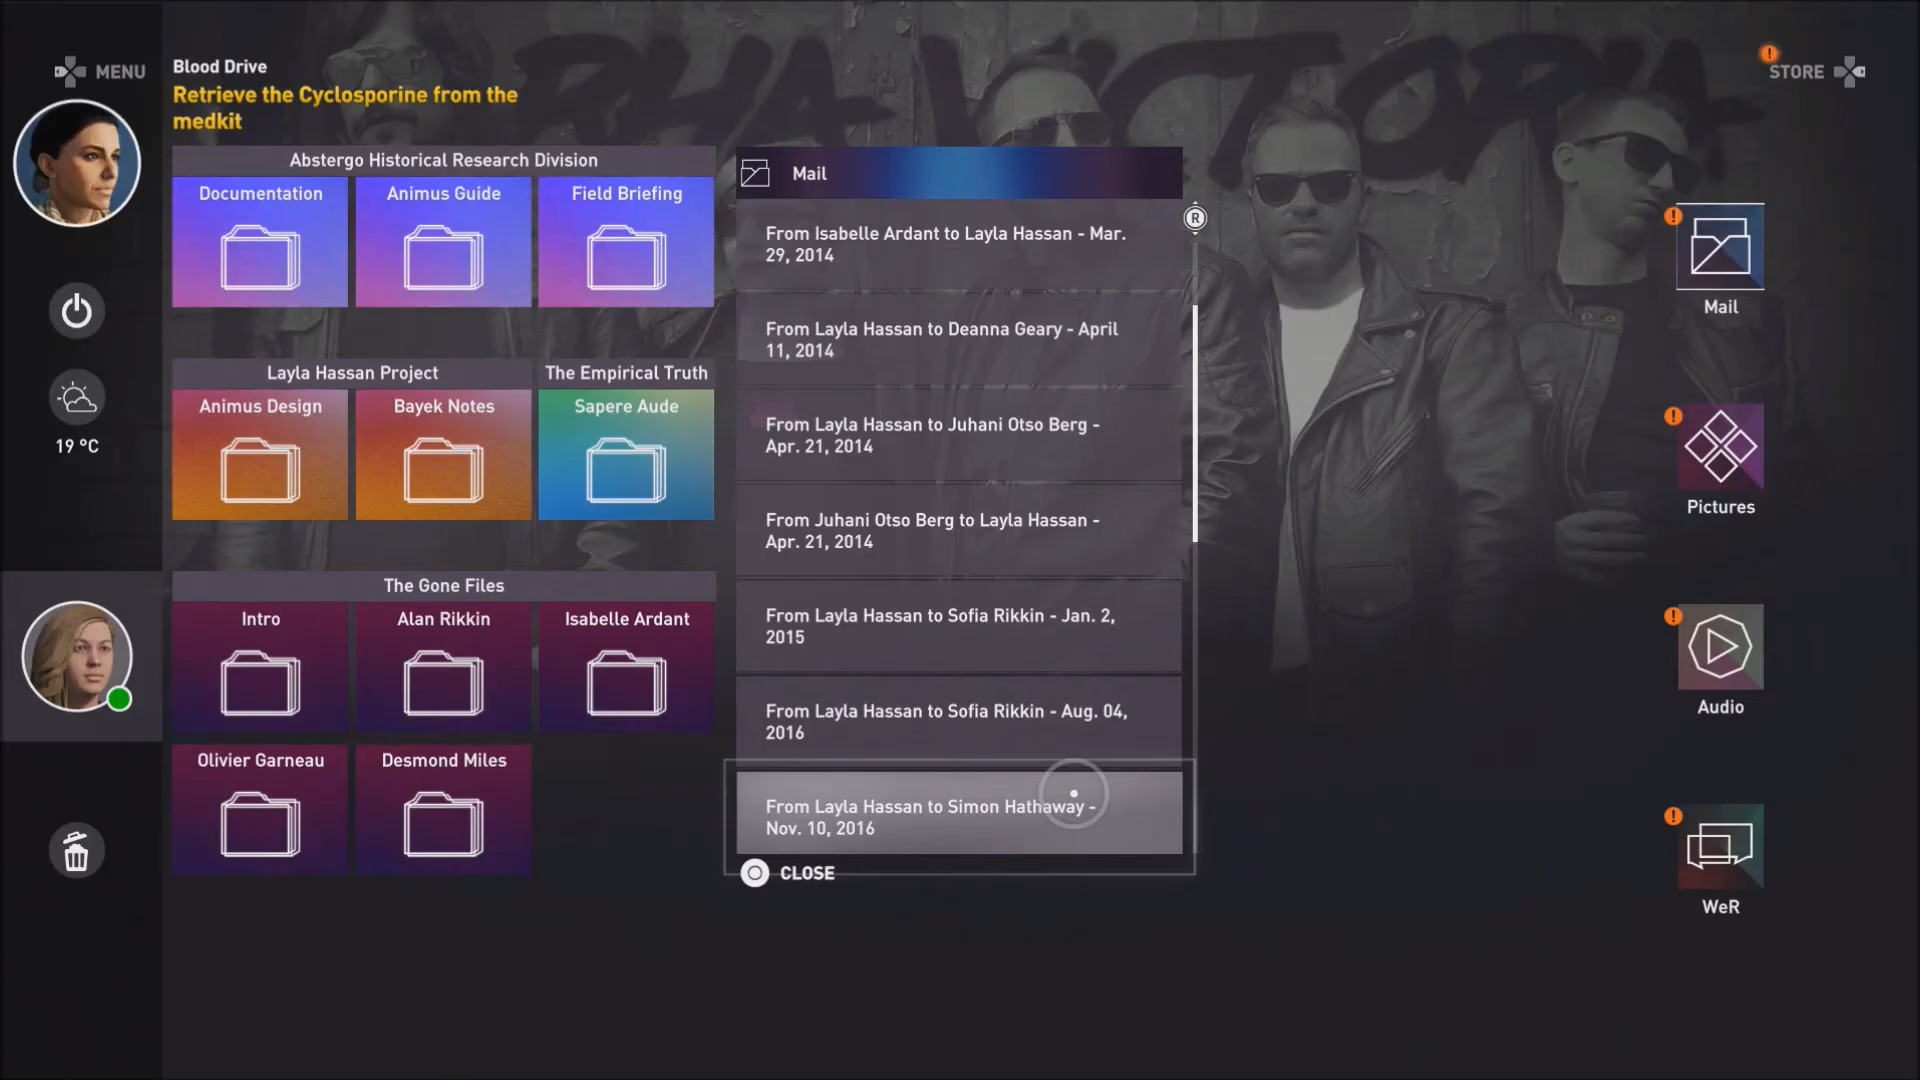 MENU
Blood Drive
Retrieve the Cyclosporine from the
medkit
! STORE
Abstergo Historical Research Division
Documentation
Animus Guide
Field Briefing
19 °C
Layla Hassan Project
The Empirical Truth
Animus Design
Bayek Notes
Sapere Aude
The Gone Files
Intro
Alan Rikkin
Isabelle Ardant
Olivier Garneau
Desmond Miles
Mail
R
From Isabelle Ardant to Layla Hassan - Mar.
29, 2014
From Layla Hassan to Deanna Geary - April
11, 2014
From Layla Hassan to Juhani Otso Berg -
Apr. 21, 2014
From Juhani Otso Berg to Layla Hassan -
Apr. 21, 2014
From Layla Hassan to Sofia Rikkin - Jan. 2,
2015
From Layla Hassan to Sofia Rikkin - Aug. 04,
2016
From Layla Hassan to Simon Hathaway -
Nov. 10, 2016
CLOSE
!
Mail
!
Pictures
!
Audio
!
WeR